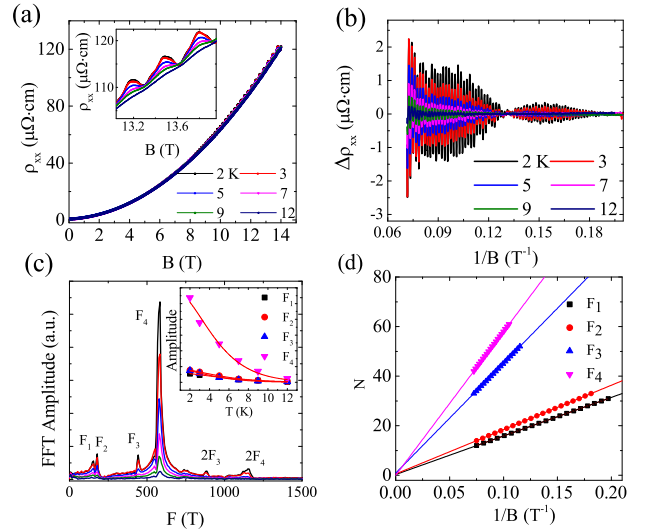 (a)
120
80
40
0
ρxx (μΩ·cm)
0 2 4 6 8 10 12 14
B (T)
120
110
ρxx (μΩ·cm)
13.2 13.6
B (T)
2 K 3
5 7
9 12
(b)
2
1
0
-1
-2
-3
Δρxx (μΩ·cm)
0.06 0.09 0.12 0.15 0.18
1/B (T-1)
2 K 3
5 7
9 12
(c)
FFT Amplitude (a.u.)
F1 F2
F3
F4
2F3
2F4
0 500 1000 1500
F (T)
Amplitude
2 4 6 8 10 12
T (K)
F1
F2
F3
F4
(d)
80
60
40
20
0
N
0.00 0.05 0.10 0.15 0.20
1/B (T-1)
F1
F2
F3
F4